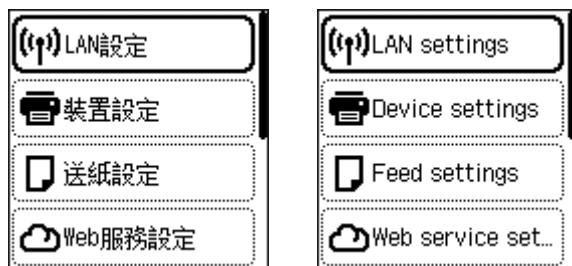 LAN設定
裝置設定
送紙設定
Web服務設定
LAN settings
Device settings
Feed settings
Web service set...